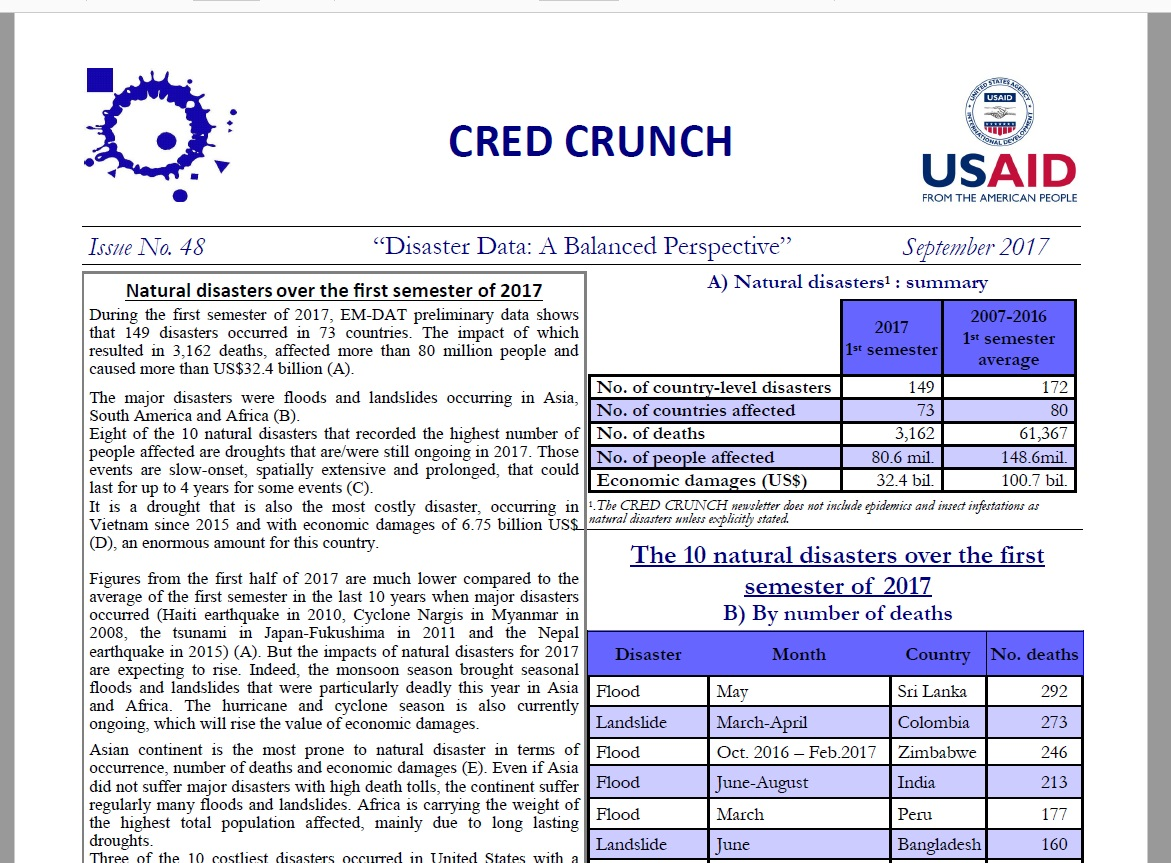 UNITED STATES AGENCY
USAID
INTERNATIONAL DEVELOPMENT
CRED CRUNCH
USAID
FROM THE AMERICAN PEOPLE
Issue No. 48
“Disaster Data: A Balanced Perspective”
September 2017
Natural disasters over the first semester of 2017
During the first semester of 2017, EM-DAT preliminary data shows
that 149 disasters occurred in 73 countries. The impact of which
resulted in 3,162 deaths, affected more than 80 million people and
caused more than US$32.4 billion (A).
The major disasters were floods and landslides occurring in Asia,
South America and Africa (B).
Eight of the 10 natural disasters that recorded the highest number of
people affected are droughts that are/were still ongoing in 2017. Those
events are slow-onset, spatially extensive and prolonged, that could
last for up to 4 years for some events (C).
It is a drought that is also the most costly disaster, occurring in
Vietnam since 2015 and with economic damages of 6.75 billion US$
(D), an enormous amount for this country.
Figures from the first half of 2017 are much lower compared to the
average of the first semester in the last 10 years when major disasters
occurred (Haiti earthquake in 2010, Cyclone Nargis in Myanmar in
2008, the tsunami in Japan-Fukushima in 2011 and the Nepal
earthquake in 2015) (A). But the impacts of natural disasters for 2017
are expecting to rise. Indeed, the monsoon season brought seasonal
floods and landslides that were particularly deadly this year in Asia
and Africa. The hurricane and cyclone season is also currently
ongoing, which will rise the value of economic damages.
Asian continent is the most prone to natural disaster in terms of
occurrence, number of deaths and economic damages (E). Even if Asia
did not suffer major disasters with high death tolls, the continent suffer
regularly many floods and landslides. Africa is carrying the weight of
the highest total population affected, mainly due to long lasting
droughts.
Three of the 10 costliest disasters occurred in United States with a
A) Natural disasters¹ : summary
2017
1st semester
2007-2016
1st semester
average
No. of country-level disasters 149 172
No. of countries affected 73 80
No. of deaths 3,162 61,367
No. of people affected 80.6 mil. 148.6mil.
Economic damages (US$) 32.4 bil. 100.7 bil.
¹.The CRED CRUNCH newsletter does not include epidemics and insect infestations as
natural disasters unless explicitly stated.
The 10 natural disasters over the first
semester of 2017
B) By number of deaths
Disaster Month Country No. deaths
Flood May Sri Lanka 292
Landslide March-April Colombia 273
Flood Oct. 2016 – Feb.2017 Zimbabwe 246
Flood June-August India 213
Flood March Peru 177
Landslide June Bangladesh 160